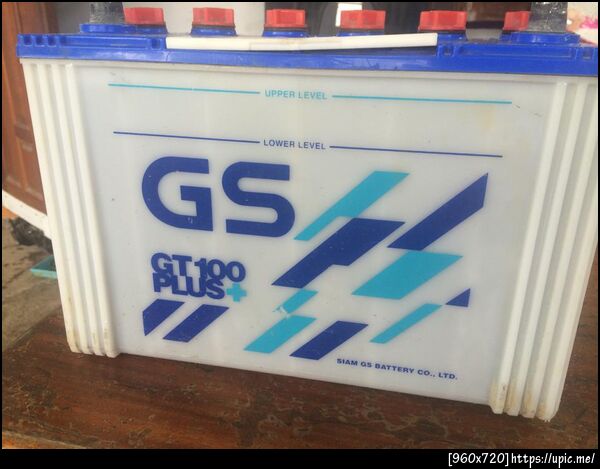 UPPER LEVEL
LOWER LEVEL
GS
GT100
PLUS+
SIAM GS BATTERY CO., LTD.
[960x720]https://upic.me/